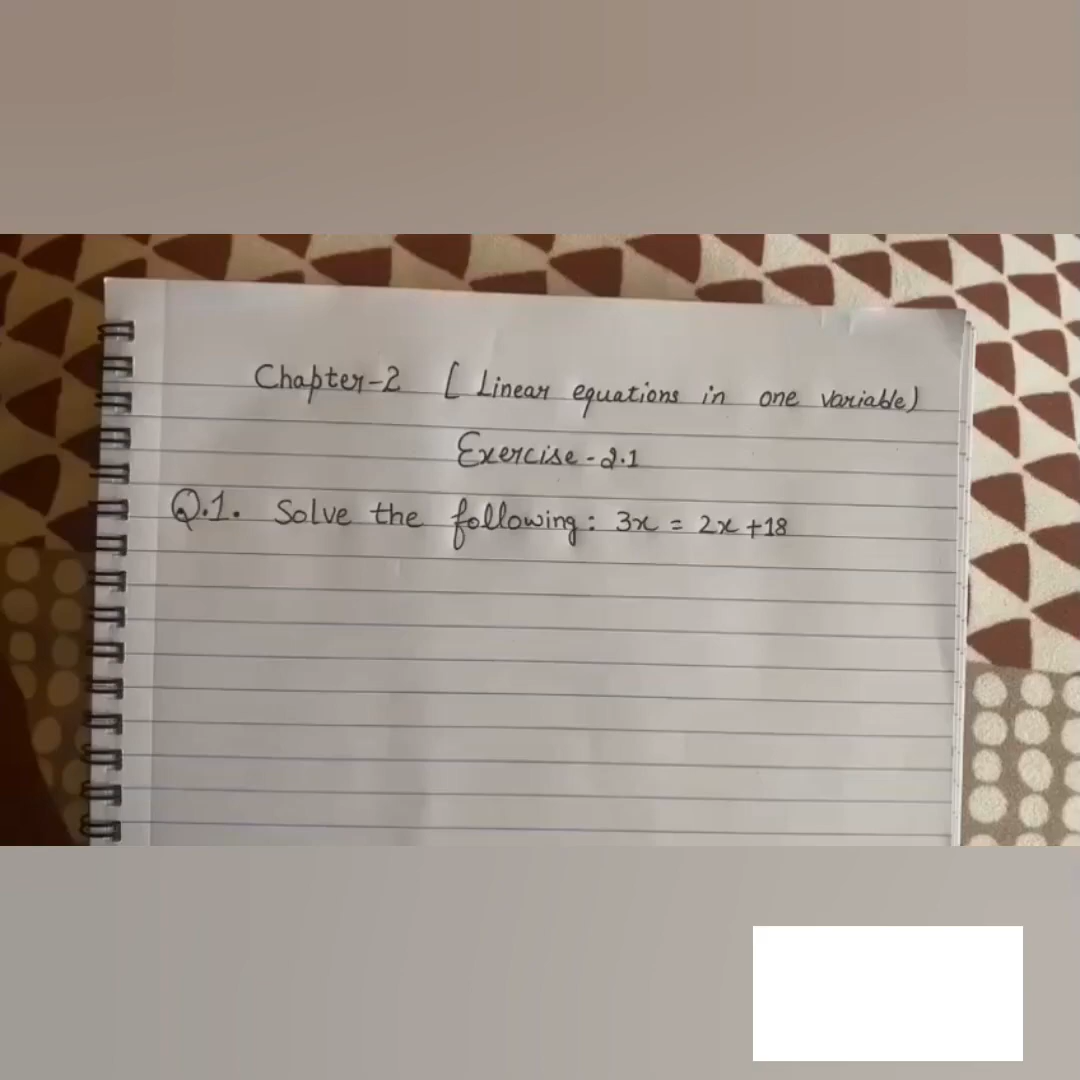 Chapter-2 [ Linear equations in one variable)
Exercise-2.1
Q.1. Solve the following: 3x = 2x +18